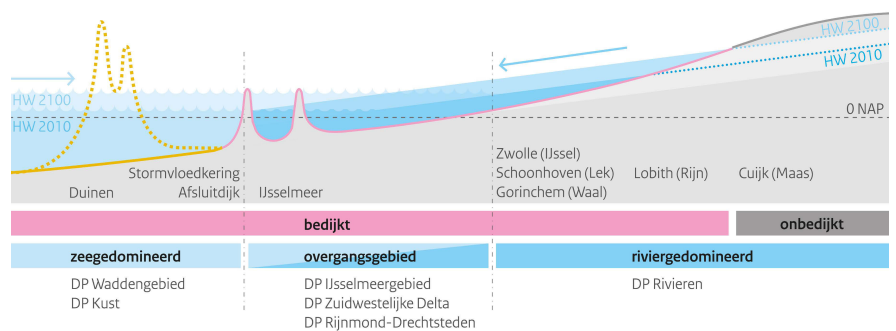 HW 2100
HW 2010
HW 2100
HW 2010
0 NAP
Duinen
Stormvloedkering
Afsluitdijk
IJsselmeer
Zwolle (IJssel)
Schoonhoven (Lek)
Gorinchem (Waal)
Lobith (Rijn)
Cuijk (Maas)
bedijkt
onbedijkt
zeegedomineerd
overgangsgebied
riviergedomineerd
DP Waddengebied
DP Kust
DP IJsselmeergebied
DP Zuidwestelijke Delta
DP Rijnmond-Drechtsteden
DP Rivieren